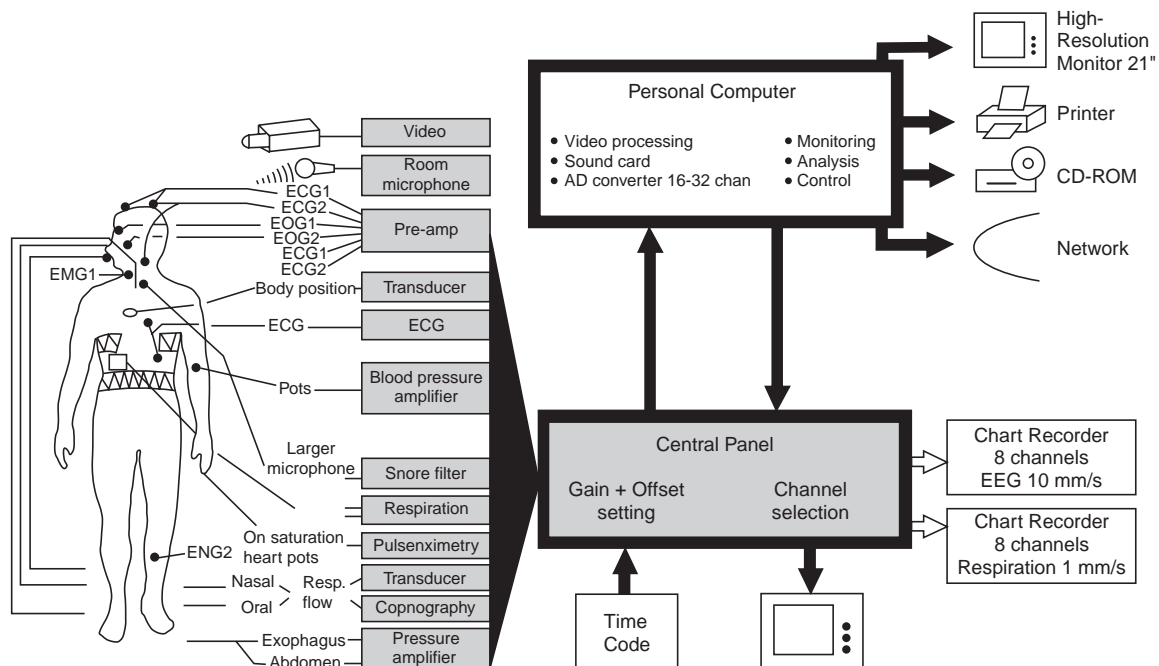 High-
Resolution
Monitor 21"
Personal Computer
• Video processing
• Sound card
• AD converter 16-32 chan
• Monitoring
• Analysis
• Control
Printer
CD-ROM
Network
Video
Room
microphone
ECG1
ECG2
EOG1
EOG2
ECG1
ECG2
Pre-amp
EMG1
Body position
Transducer
ECG
ECG
Pots
Blood pressure
amplifier
Larger
microphone
Snore filter
Respiration
On saturation
heart pots
Pulsenximetry
ENG2
Nasal
Oral
Resp.
flow
Transducer
Copnography
Exophagus
Abdomen
Pressure
amplifier
Central Panel
Gain + Offset
setting
Channel
selection
Chart Recorder
8 channels
EEG 10 mm/s
Chart Recorder
8 channels
Respiration 1 mm/s
Time
Code